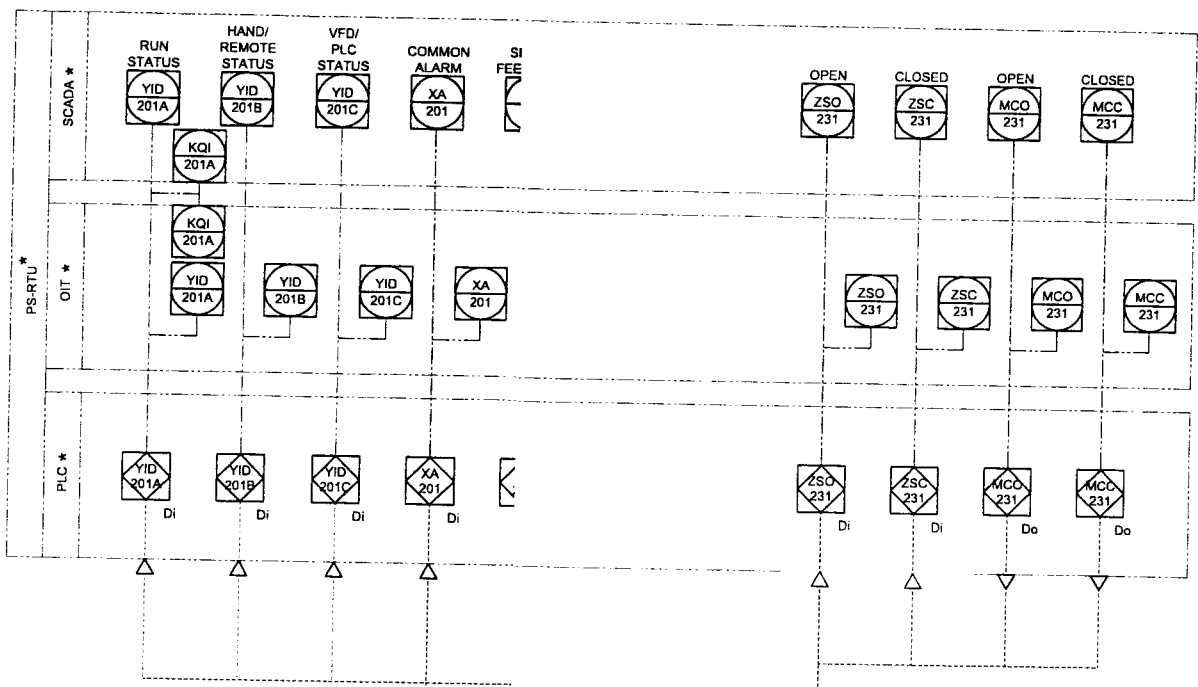 PS-RTU*
SCADA *
RUN
STATUS
HAND/
REMOTE
STATUS
VFD/
PLC
STATUS
COMMON
ALARM
SI
FEE
OPEN
CLOSED
OPEN
CLOSED
YID
201A
YID
201B
YID
201C
XA
201
ZSO
231
ZSC
231
MCO
231
MCC
231
KQI
201A
OIT *
KQI
201A
YID
201A
YID
201B
YID
201C
XA
201
ZSO
231
ZSC
231
MCO
231
MCC
231
PLC *
YID
201A
Di
YID
201B
Di
YID
201C
Di
XA
201
Di
ZSO
231
Di
ZSC
231
Di
MCO
231
Do
MCC
231
Do